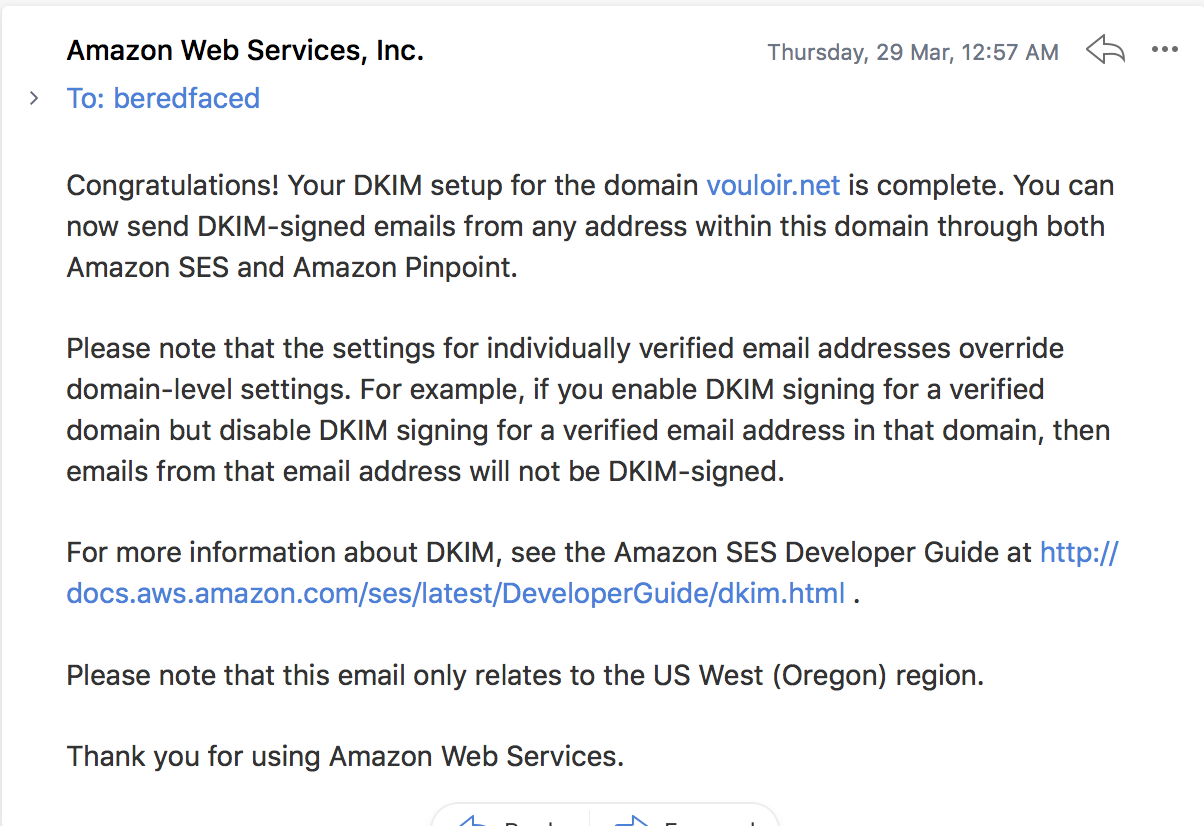 Amazon Web Services, Inc.
Thursday, 29 Mar, 12:57 AM
To: beredfaced
Congratulations! Your DKIM setup for the domain vouloir.net is complete. You can
now send DKIM-signed emails from any address within this domain through both
Amazon SES and Amazon Pinpoint.
Please note that the settings for individually verified email addresses override
domain-level settings. For example, if you enable DKIM signing for a verified
domain but disable DKIM signing for a verified email address in that domain, then
emails from that email address will not be DKIM-signed.
For more information about DKIM, see the Amazon SES Developer Guide at http://
docs.aws.amazon.com/ses/latest/DeveloperGuide/dkim.html .
Please note that this email only relates to the US West (Oregon) region.
Thank you for using Amazon Web Services.